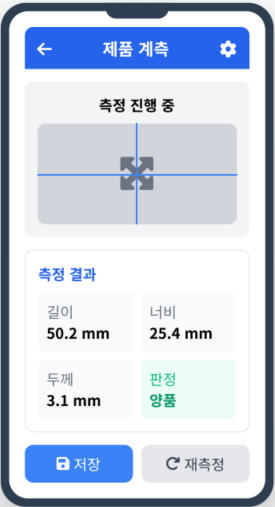 제품 계측
측정 진행 중
측정 결과
길이
50.2 mm
너비
25.4 mm
두께
3.1 mm
판정
양품
저장
재측정